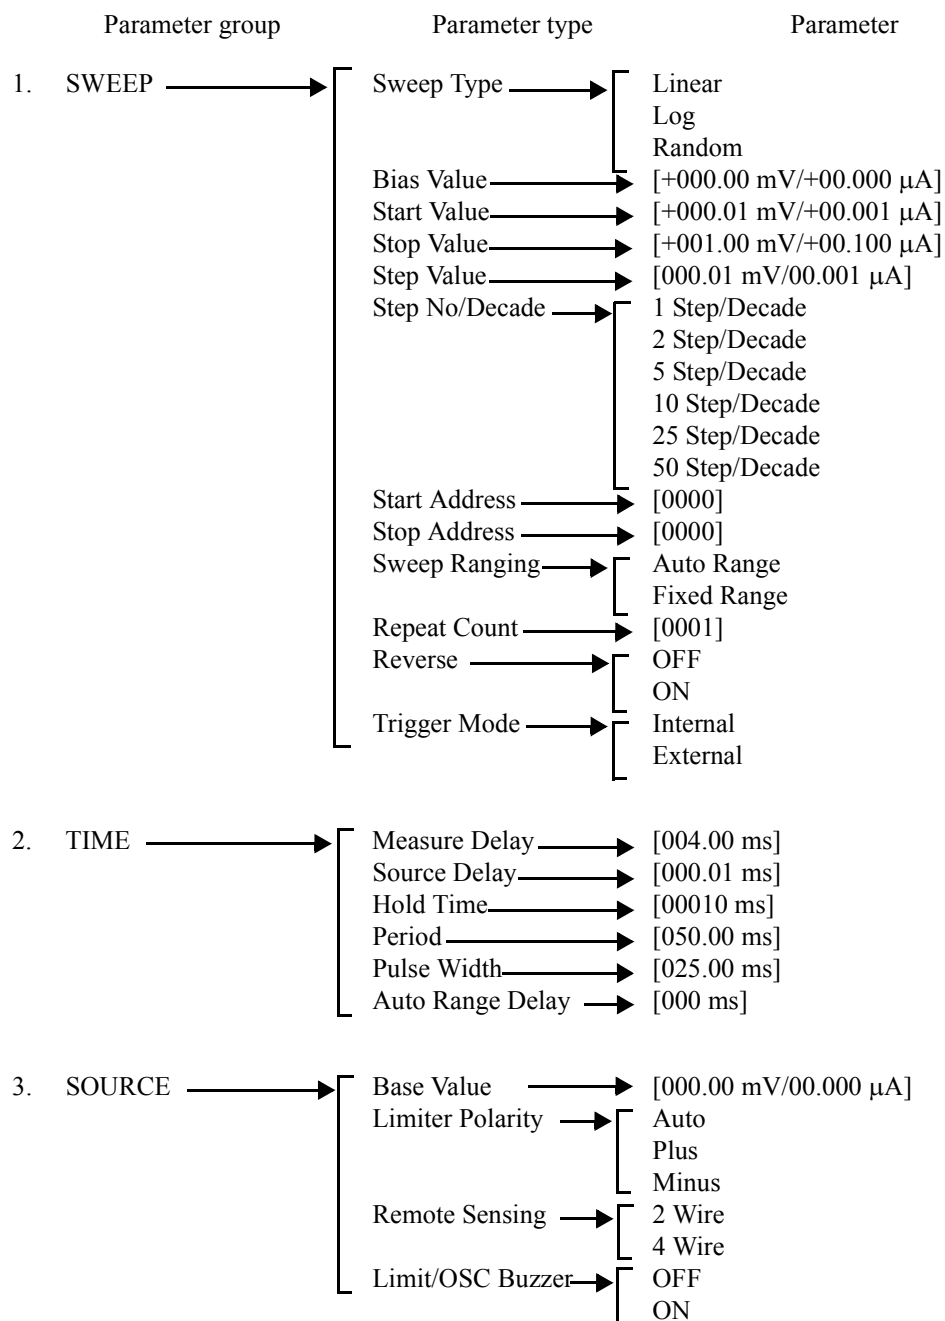 Parameter group Parameter type Parameter
1. SWEEP Sweep Type Linear
Log
Random
Bias Value [+000.00 mV/+00.000 μA]
Start Value [+000.01 mV/+00.001 μA]
Stop Value [+001.00 mV/+00.100 μA]
Step Value [000.01 mV/00.001 μA]
Step No/Decade 1 Step/Decade
2 Step/Decade
5 Step/Decade
10 Step/Decade
25 Step/Decade
50 Step/Decade
Start Address [0000]
Stop Address [0000]
Sweep Ranging Auto Range
Fixed Range
Repeat Count [0001]
Reverse OFF
ON
Trigger Mode Internal
External
2. TIME Measure Delay [004.00 ms]
Source Delay [000.01 ms]
Hold Time [00010 ms]
Period [050.00 ms]
Pulse Width [025.00 ms]
Auto Range Delay [000 ms]
3. SOURCE Base Value [000.00 mV/00.000 μA]
Limiter Polarity Auto
Plus
Minus
Remote Sensing 2 Wire
4 Wire
Limit/OSC Buzzer OFF
ON